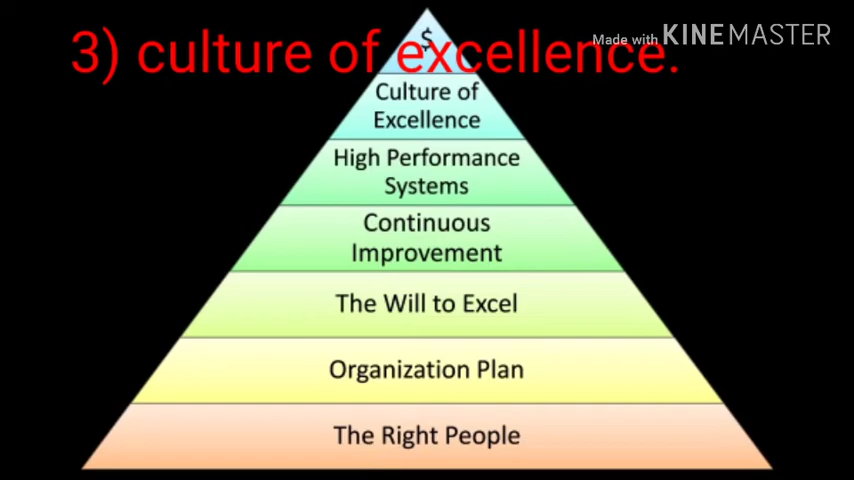 $
Made with KINEMASTER
3) culture of excellence.
Culture of
Excellence
High Performance
Systems
Continuous
Improvement
The Will to Excel
Organization Plan
The Right People